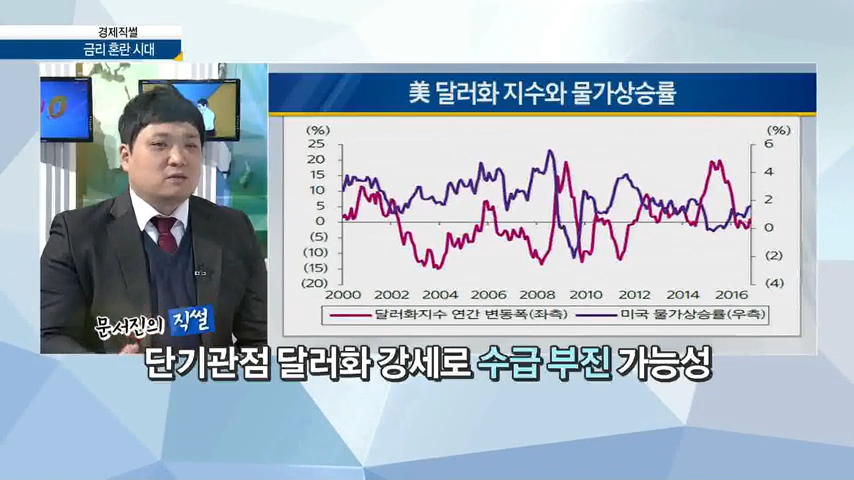 경제직썰
금리 혼란 시대
美 달러화 지수와 물가상승률
(%)
(%)
25
20
15
10
5
0
(5)
(10)
(15)
(20)
6
4
2
0
(2)
(4)
2000 2002 2004 2006 2008 2010 2012 2014 2016
달러화지수 연간 변동폭(좌측)
미국 물가상승률(우측)
문서진의 직썰
단기관점 달러화 강세로 수급 부진 가능성